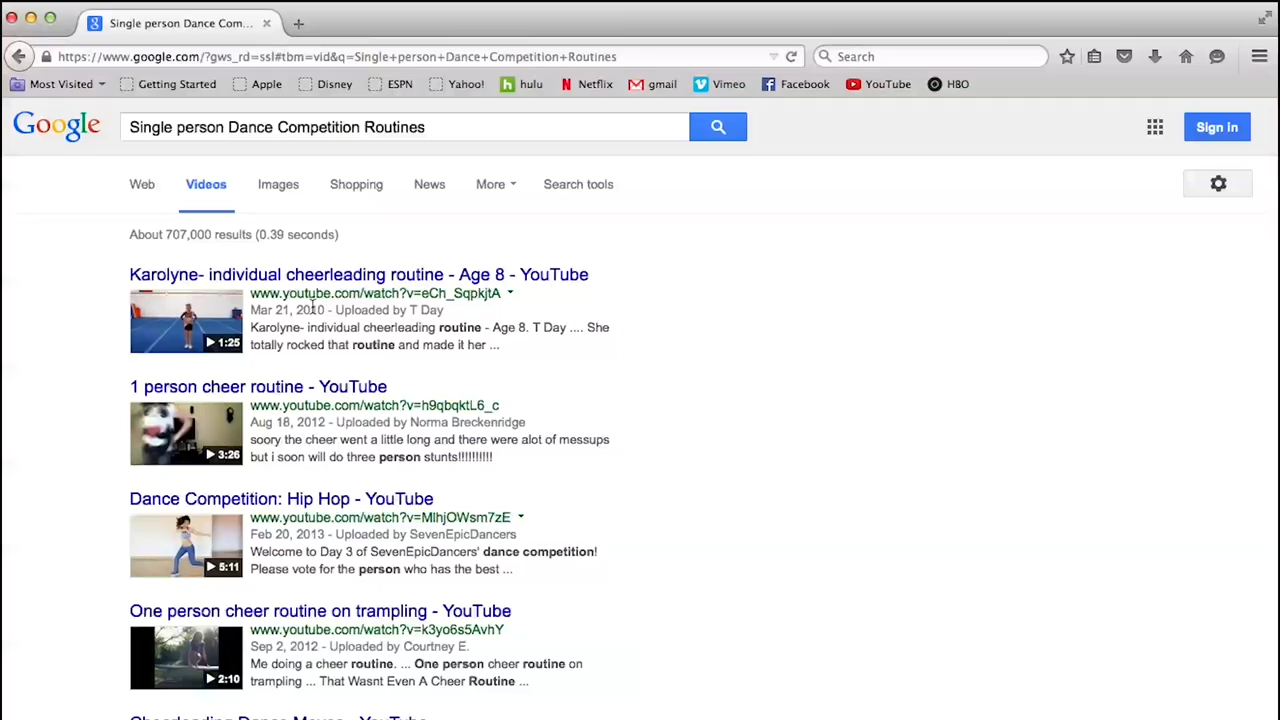 Single person Dance Com...
https://www.google.com/?gws_rd=ssl#tbm=vid&q=Single+person+Dance+Competition+Routines
Search
Most Visited
Getting Started
Apple
Disney
ESPN
Yahoo!
hulu
Netflix
gmail
Vimeo
Facebook
YouTube
HBO
Google
Single person Dance Competition Routines
Sign in
Web
Videos
Images
Shopping
News
More
Search tools
About 707,000 results (0.39 seconds)
Karolyne- individual cheerleading routine - Age 8 - YouTube
www.youtube.com/watch?v=eCh_SqpkjtA
Mar 21, 2010 - Uploaded by T Day
Karolyne- individual cheerleading routine - Age 8. T Day .... She
totally rocked that routine and made it her ...
1:25
1 person cheer routine - YouTube
www.youtube.com/watch?v=h9qbqktL6_c
Aug 18, 2012 - Uploaded by Norma Breckenridge
soory the cheer went a little long and there were alot of messups
but i soon will do three person stunts!!!!!!!!!!
3:26
Dance Competition: Hip Hop - YouTube
www.youtube.com/watch?v=MlhjOWsm7zE
Feb 20, 2013 - Uploaded by SevenEpicDancers
Welcome to Day 3 of SevenEpicDancers' dance competition!
Please vote for the person who has the best ...
5:11
One person cheer routine on trampling - YouTube
www.youtube.com/watch?v=k3yo6s5AvhY
Sep 2, 2012 - Uploaded by Courtney E.
Me doing a cheer routine. ... One person cheer routine on
trampling ... That Wasnt Even A Cheer Routine ...
2:10
Cheerleading Dance Moves - YouTube